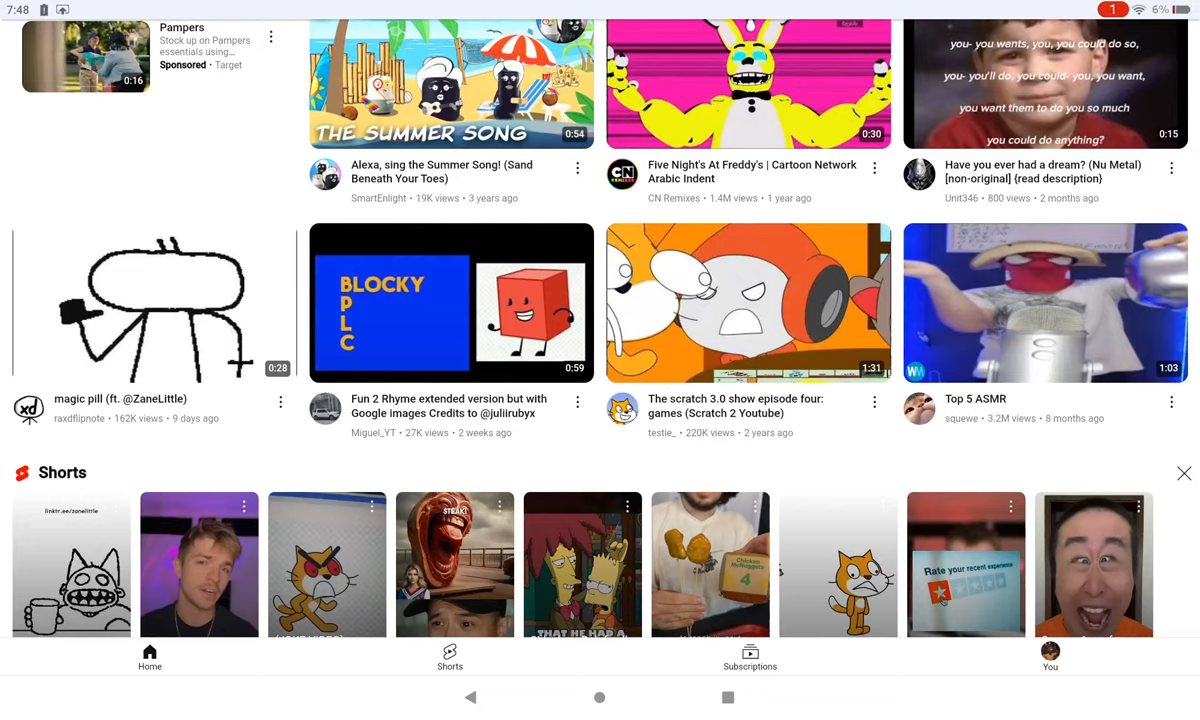 7:48
1
6%
Pampers
Stock up on Pampers
essentials using...
Sponsored • Target
0:16
THE SUMMER SONG
0:54
Alexa, sing the Summer Song! (Sand
Beneath Your Toes)
SmartEnlight • 19K views • 3 years ago
0:30
CN
Five Night's At Freddy's | Cartoon Network
Arabic Indent
CN Remixes • 1.4M views • 1 year ago
you- you wants, you, you could do so,
you- you'll do, you could- you, you want,
you want them to do you so much
you could do anything?
0:15
Have you ever had a dream? (Nu Metal)
[non-original] {read description}
Unit346 • 800 views • 2 months ago
0:28
xd
magic pill (ft. @ZaneLittle)
raxdflipnote • 162K views • 9 days ago
BLOCKY
P
L
C
0:59
Fun 2 Rhyme extended version but with
Google images Credits to @juliirubyx
Miguel_YT • 27K views • 2 weeks ago
1:31
The scratch 3.0 show episode four:
games (Scratch 2 Youtube)
testie_ • 220K views • 2 years ago
1:03
Top 5 ASMR
squewe • 3.2M views • 8 months ago
Shorts
linktr.ee/zanelittle
STEAK!
THAT HE HAD A
Chicken
McNuggets
4
Rate your recent experience
Home
Shorts
Subscriptions
You